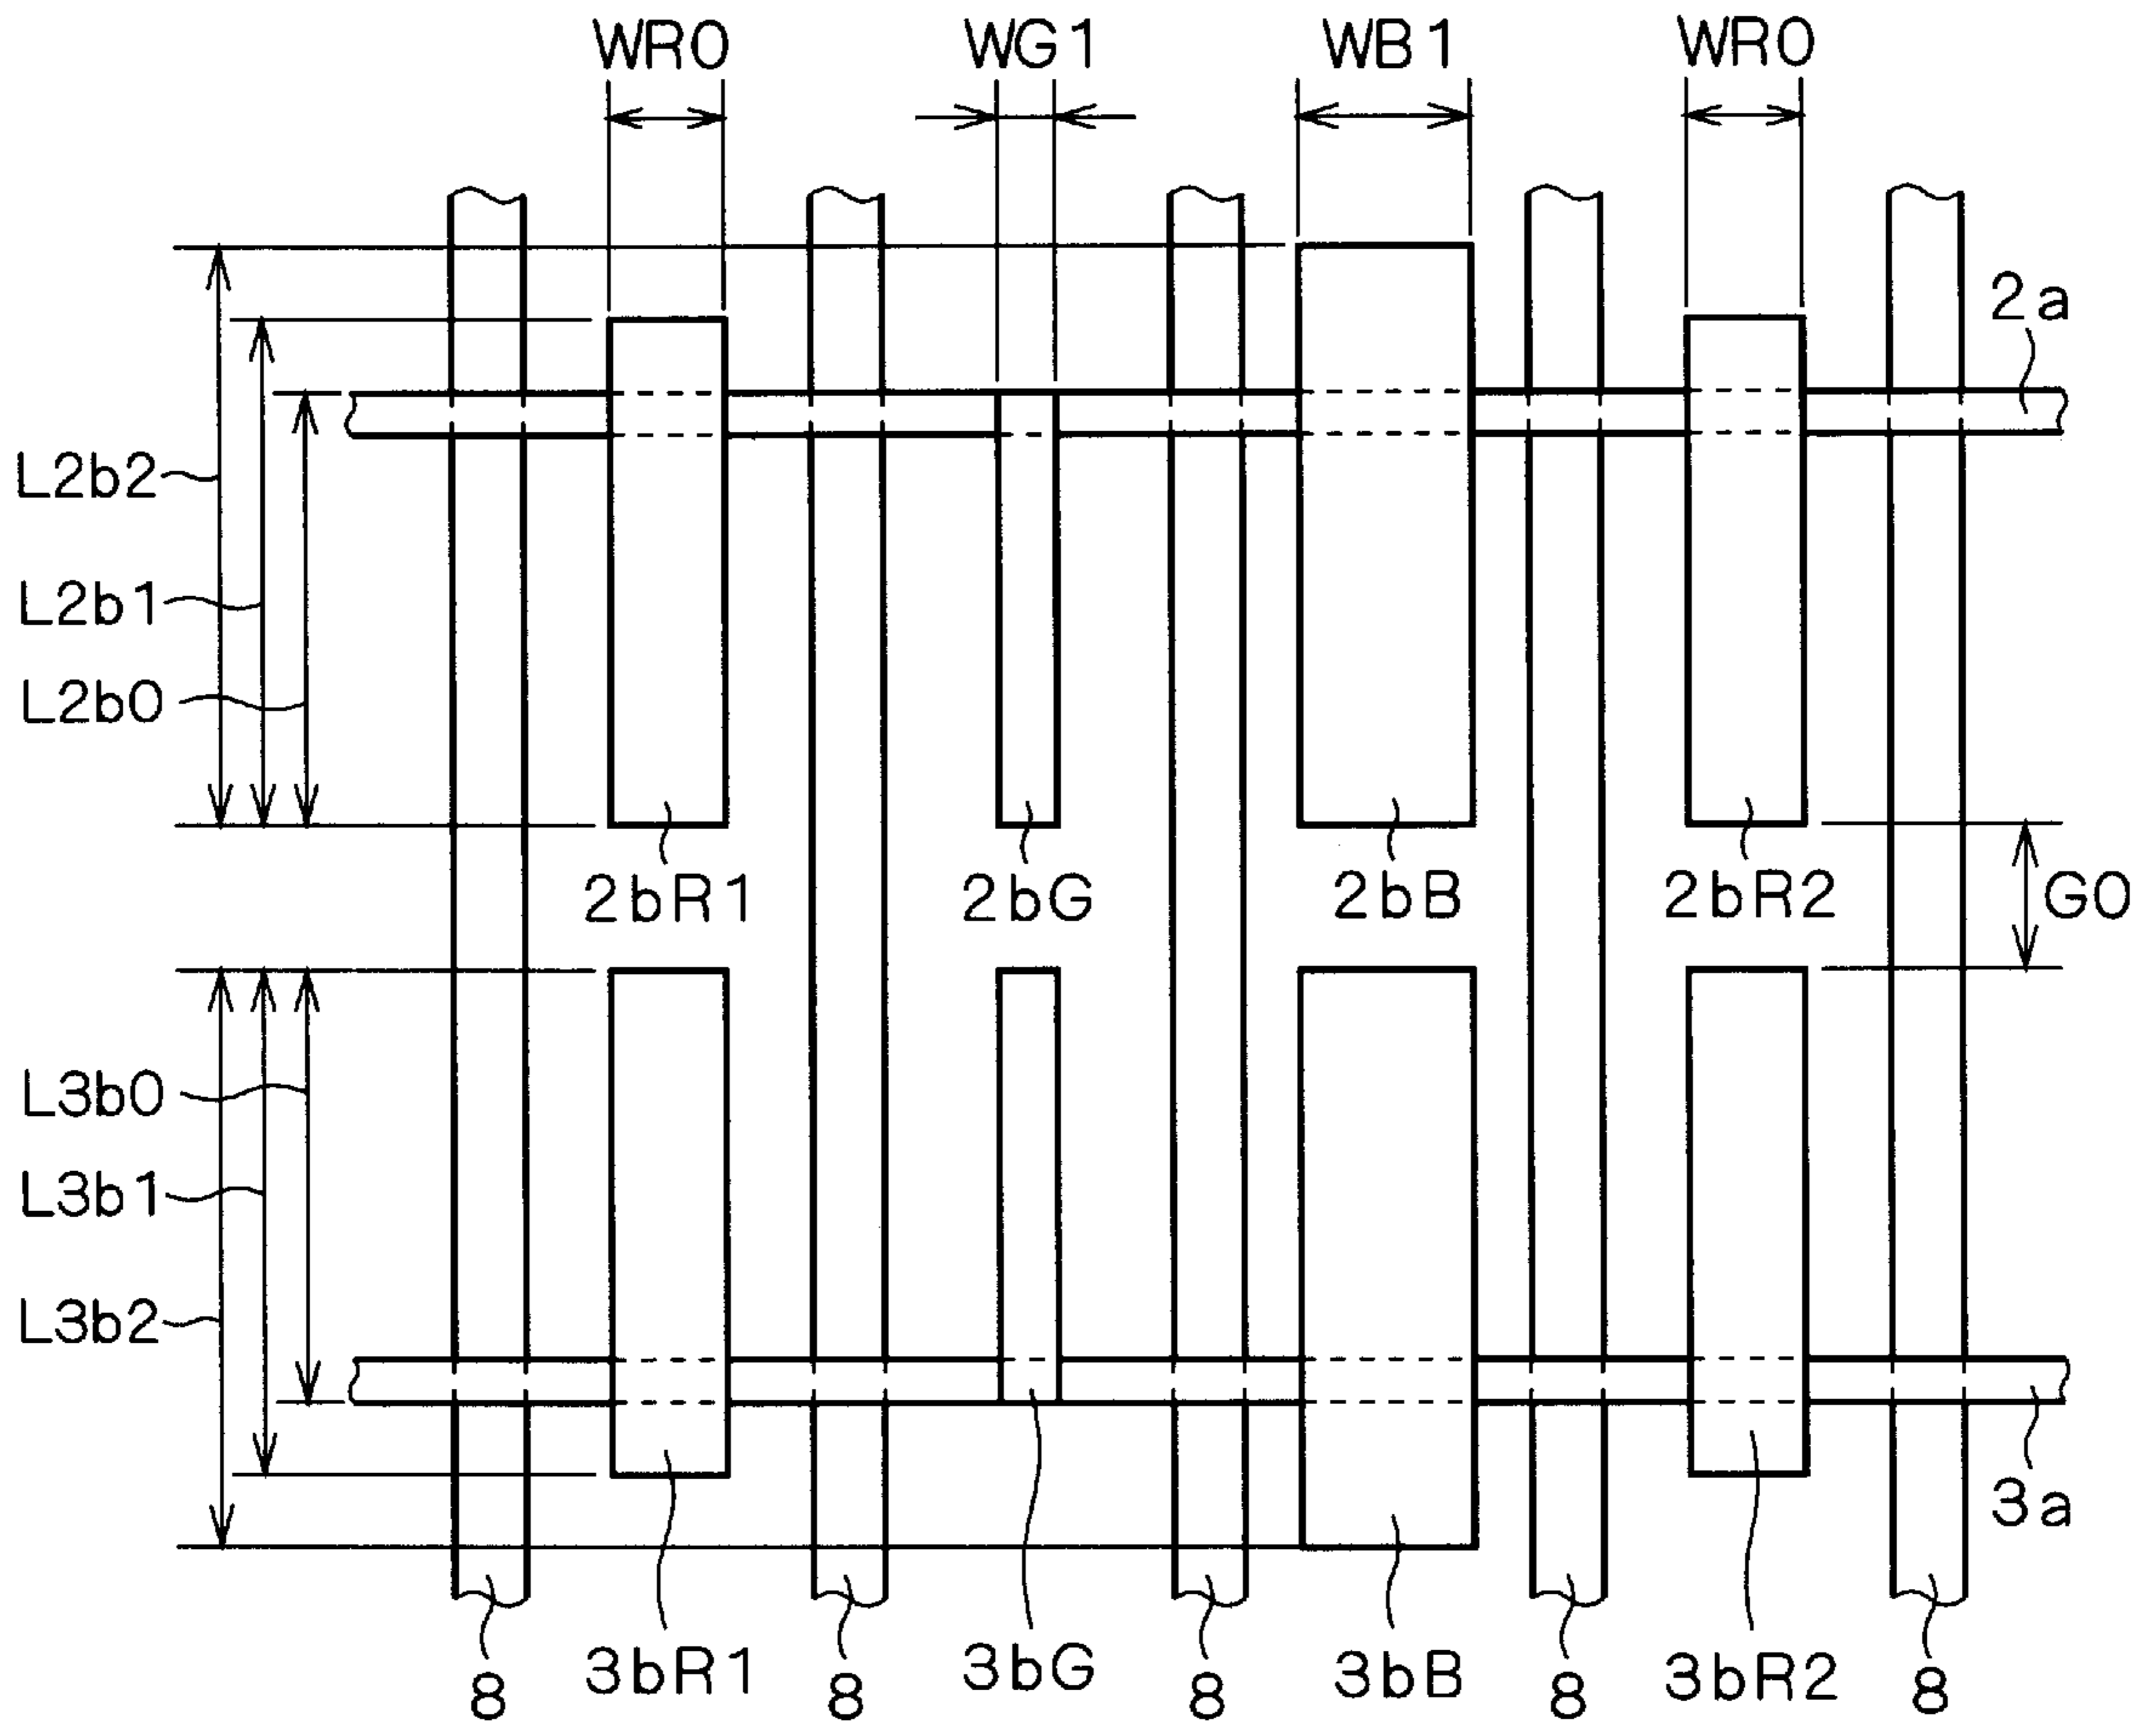 WR0 WG1 WB1 WR0
2a
L2b2
L2b1
L2b0
2bR1 2bG 2bB 2bR2 G0
L3b0
L3b1
L3b2
3a
3bR1 3bG 3bB 3bR2
8 8 8 8 8